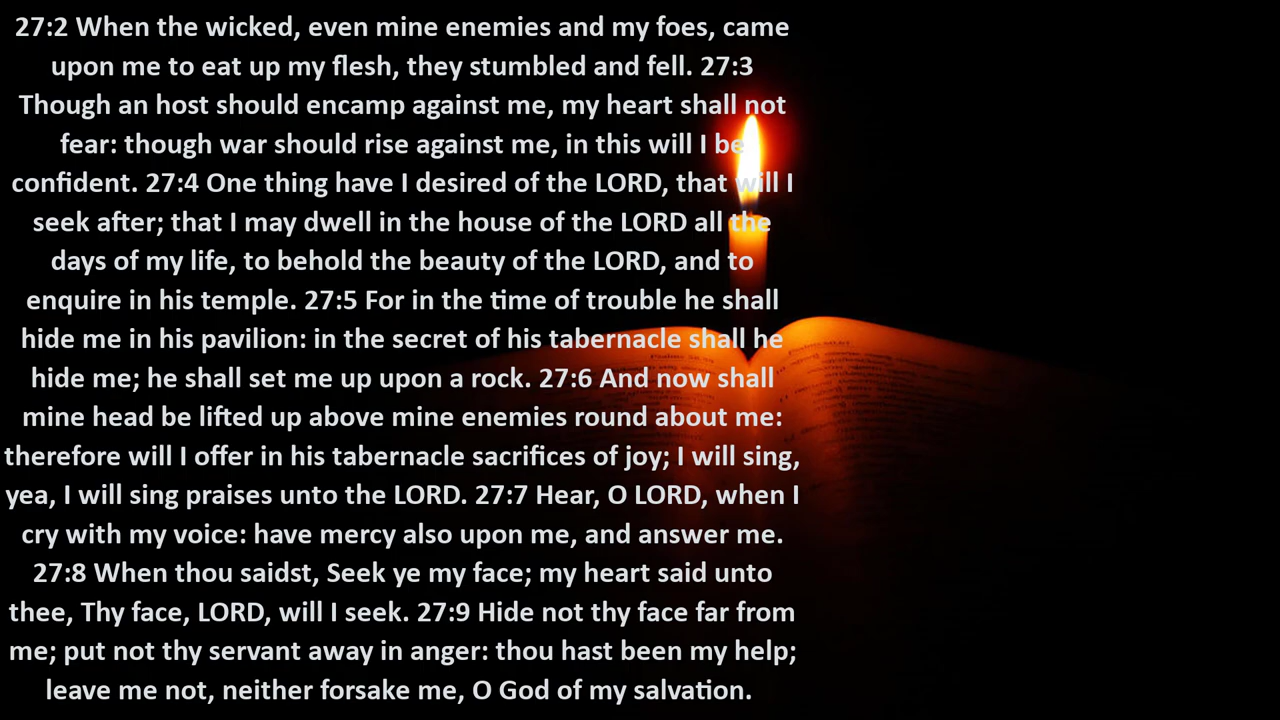 27:2 When the wicked, even mine enemies and my foes, came
upon me to eat up my flesh, they stumbled and fell. 27:3
Though an host should encamp against me, my heart shall not
fear: though war should rise against me, in this will I be
confident. 27:4 One thing have I desired of the LORD, that will I
seek after; that I may dwell in the house of the LORD all the
days of my life, to behold the beauty of the LORD, and to
enquire in his temple. 27:5 For in the time of trouble he shall
hide me in his pavilion: in the secret of his tabernacle shall he
hide me; he shall set me up upon a rock. 27:6 And now shall
mine head be lifted up above mine enemies round about me:
therefore will I offer in his tabernacle sacrifices of joy; I will sing,
yea, I will sing praises unto the LORD. 27:7 Hear, O LORD, when I
cry with my voice: have mercy also upon me, and answer me.
27:8 When thou saidst, Seek ye my face; my heart said unto
thee, Thy face, LORD, will I seek. 27:9 Hide not thy face far from
me; put not thy servant away in anger: thou hast been my help;
leave me not, neither forsake me, O God of my salvation.